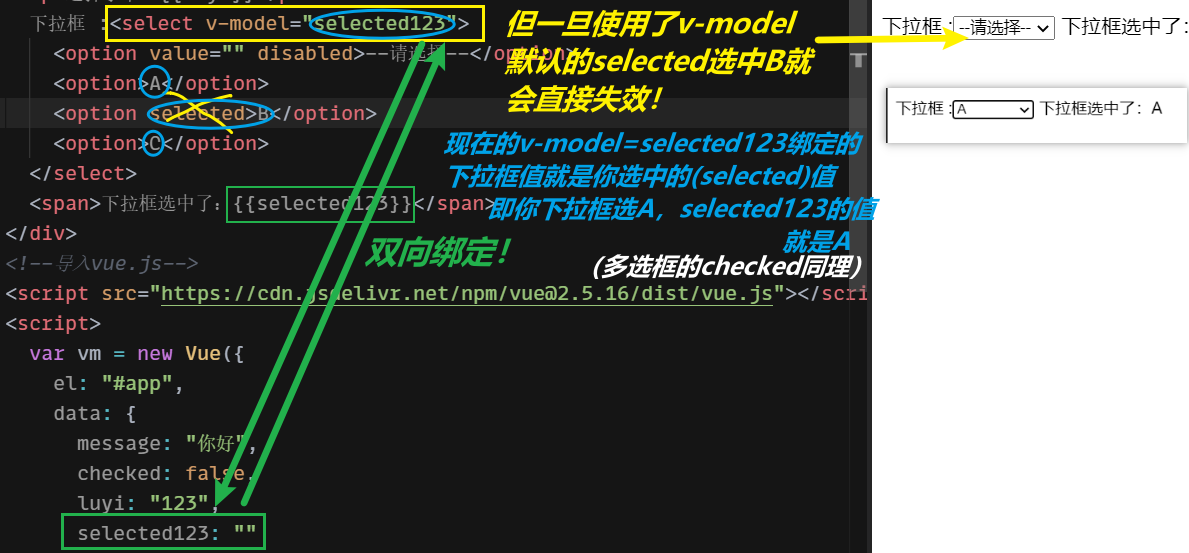 下拉框 :<select v-model="selected123">
<option value="" disabled>--请选择--</option>
<option>A</option>
<option selected>B</option>
<option>C</option>
</select>
<span>下拉框选中了: {{selected123}}</span>
</div>
<!--导入vue.js-->
<script src="https://cdn.jsdelivr.net/npm/vue@2.5.16/dist/vue.js"></scri
<script>
var vm = new Vue({
el: "#app",
data: {
message: "你好",
checked: false,
luyi: "123",
selected123: ""
但一旦使用了v-model
默认的selected选中B就
会直接失效！
现在的v-model=selected123绑定的
下拉框值就是你选中的(selected)值
即你下拉框选A，selected123的值
就是A
(多选框的checked同理)
双向绑定！
下拉框 :--请选择-- 下拉框选中了:
下拉框 :A 下拉框选中了: A